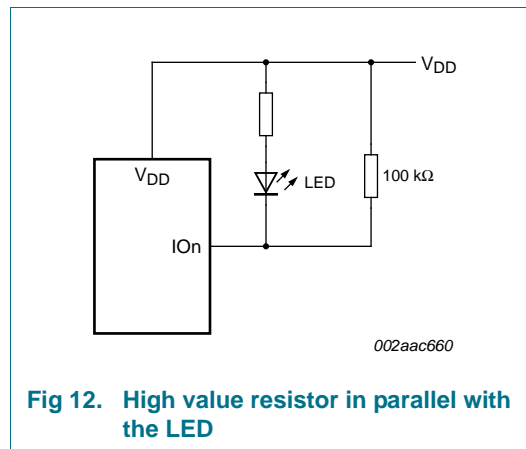 VDD
VDD
LED
100 kΩ
IOn
002aac660
Fig 12. High value resistor in parallel with
the LED